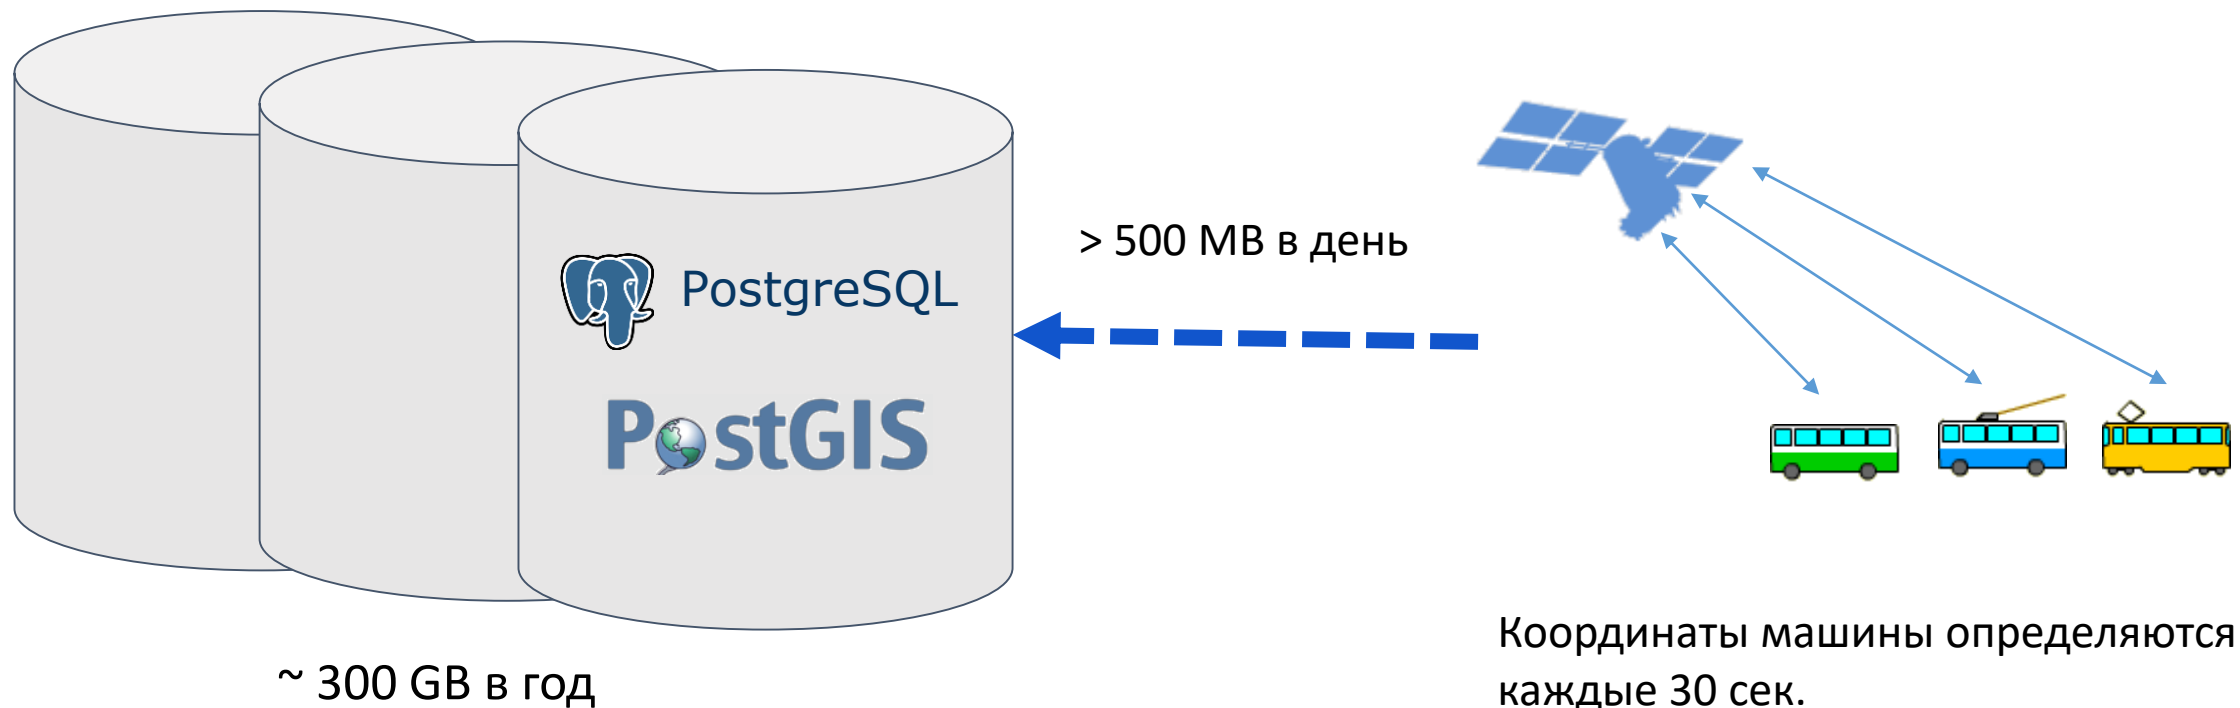 > 500 MB в день
PostgreSQL
PostGIS
~ 300 GB в год
Координаты машины определяются
каждые 30 сек.